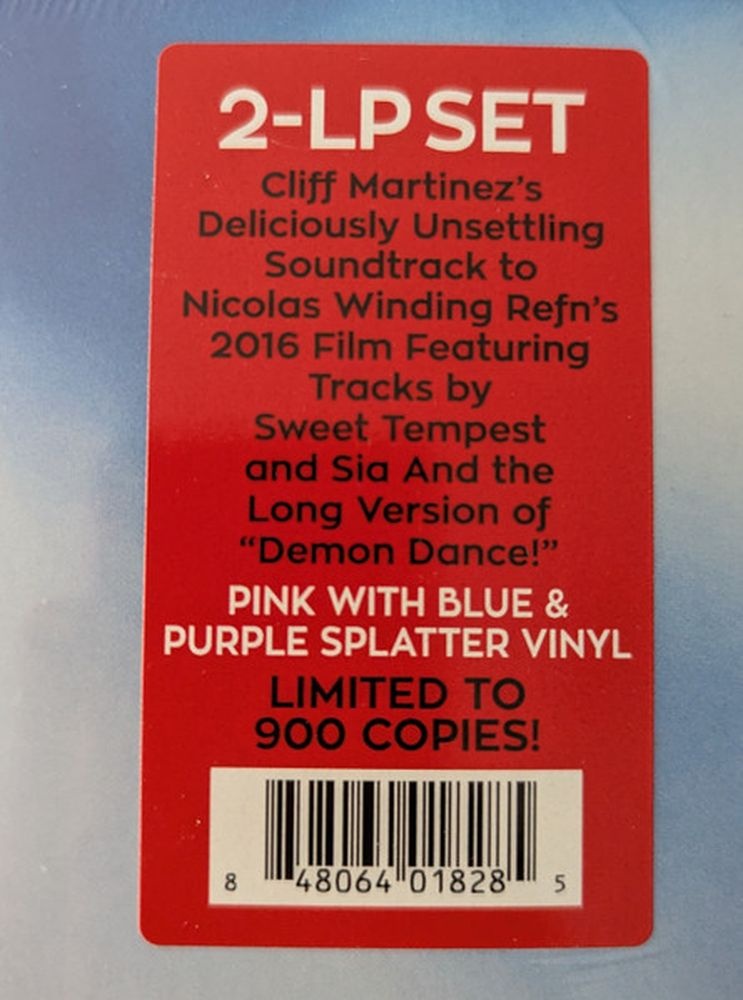 2-LP SET
Cliff Martinez’s
Deliciously Unsettling
Soundtrack to
Nicolas Winding Refn’s
2016 Film Featuring
Tracks by
Sweet Tempest
and Sia And the
Long Version of
“Demon Dance!”
PINK WITH BLUE &
PURPLE SPLATTER VINYL
LIMITED TO
900 COPIES!
8 48064 01828 5